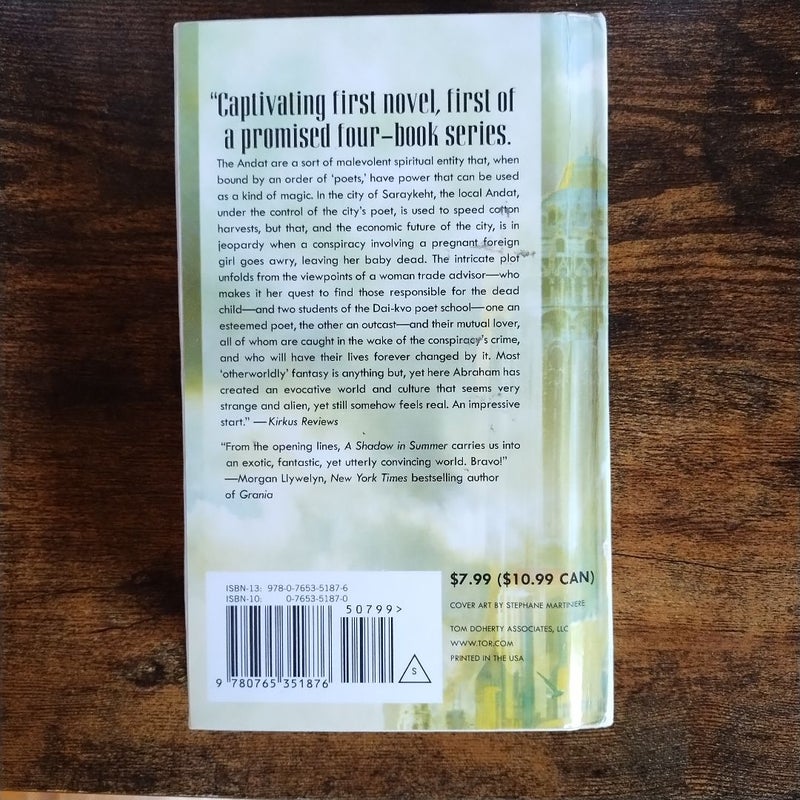 “Captivating first novel, first of
a promised four–book series.
The Andat are a sort of malevolent spiritual entity that, when
bound by an order of ‘poets,’ have power that can be used
as a kind of magic. In the city of Saraykeht, the local Andat,
under the control of the city’s poet, is used to speed cotton
harvests, but that, and the economic future of the city, is in
jeopardy when a conspiracy involving a pregnant foreign
girl goes awry, leaving her baby dead. The intricate plot
unfolds from the viewpoints of a woman trade advisor—who
makes it her quest to find those responsible for the dead
child—and two students of the Dai-kvo poet school—one an
esteemed poet, the other an outcast—and their mutual lover,
all of whom are caught in the wake of the conspiracy’s crime,
and who will have their lives forever changed by it. Most
‘otherworldly’ fantasy is anything but, yet here Abraham has
created an evocative world and culture that seems very
strange and alien, yet still somehow feels real. An impressive
start.” —Kirkus Reviews
“From the opening lines, A Shadow in Summer carries us into
an exotic, fantastic, yet utterly convincing world. Bravo!”
—Morgan Llywelyn, New York Times bestselling author
of Grania
ISBN-13: 978-0-7653-5187-6
ISBN-10: 0-7653-5187-0
50799>
9 780765 351876
S
$7.99 ($10.99 CAN)
COVER ART BY STEPHANE MARTINIERE
TOM DOHERTY ASSOCIATES, LLC
WWW.TOR.COM
PRINTED IN THE USA